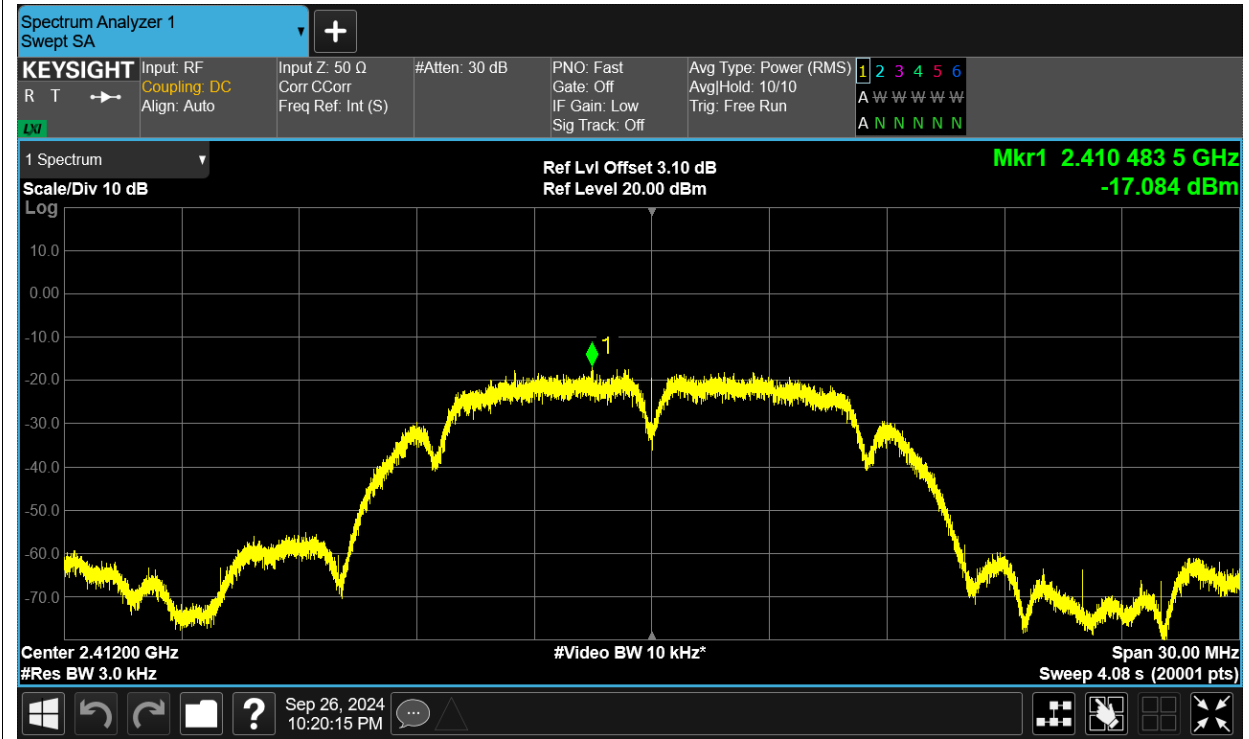 Spectrum Analyzer 1
Swept SA
KEYSIGHT
R T
LXI
Input: RF
Coupling: DC
Align: Auto
Input Z: 50 Ω
Corr CCorr
Freq Ref: Int (S)
#Atten: 30 dB
PNO: Fast
Gate: Off
IF Gain: Low
Sig Track: Off
Avg Type: Power (RMS)
Avg|Hold: 10/10
Trig: Free Run
1 2 3 4 5 6
A W W W W W
A N N N N N
1 Spectrum
Scale/Div 10 dB
Log
Ref Lvl Offset 3.10 dB
Ref Level 20.00 dBm
Mkr1 2.410 483 5 GHz
-17.084 dBm
10.0
0.00
-10.0
1
-20.0
-30.0
-40.0
-50.0
-60.0
-70.0
Center 2.41200 GHz
#Res BW 3.0 kHz
#Video BW 10 kHz*
Span 30.00 MHz
Sweep 4.08 s (20001 pts)
?
Sep 26, 2024
10:20:15 PM